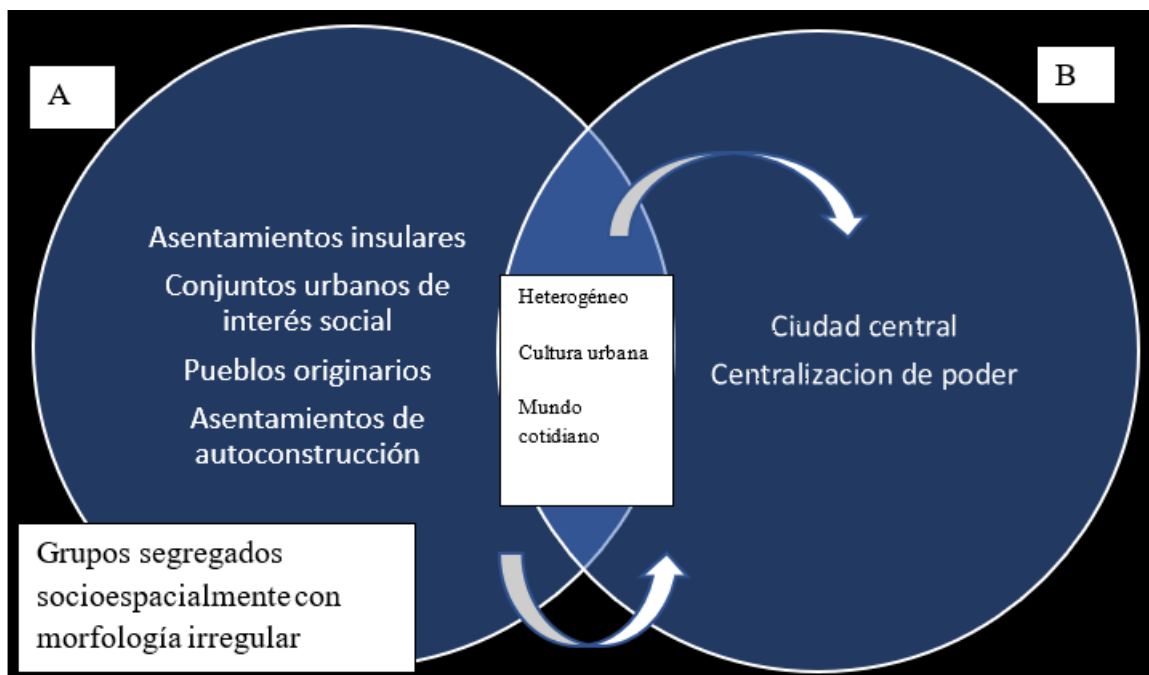 A
B
Asentamientos insulares
Conjuntos urbanos de
interés social
Pueblos originarios
Asentamientos de
autoconstrucción
Heterogéneo
Cultura urbana
Mundo
cotidiano
Ciudad central
Centralizacion de poder
Grupos segregados
socioespacialmente con
morfología irregular